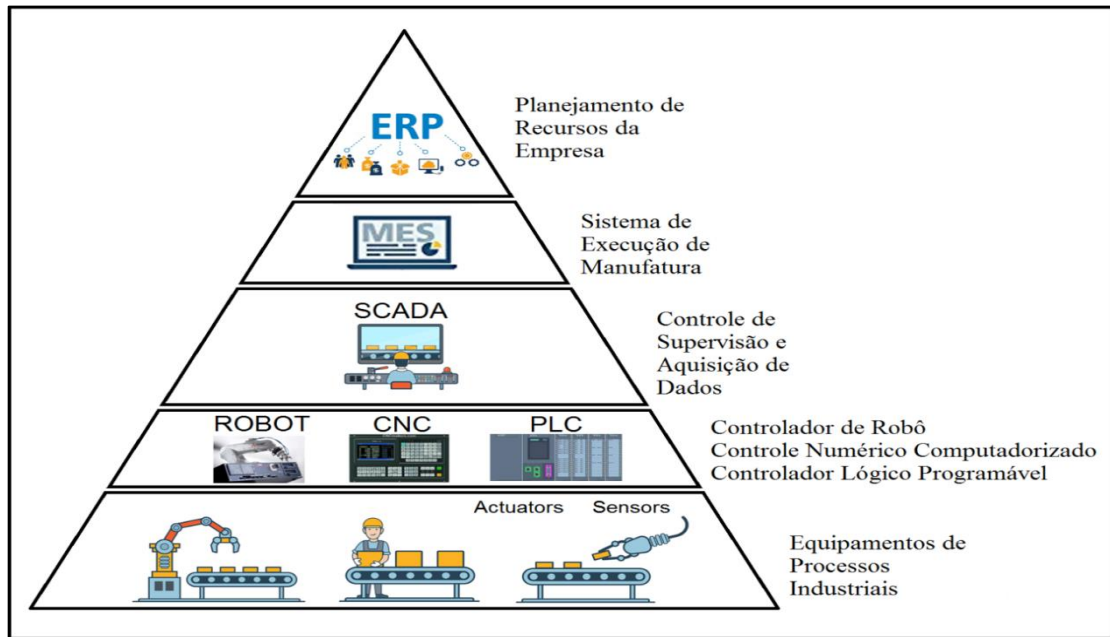 ERP
Planejamento de
Recursos da
Empresa
MES
Sistema de
Execução de
Manufatura
SCADA
Controle de
Supervisão e
Aquisição de
Dados
ROBOT CNC PLC
Controlador de Robô
Controle Numérico Computadorizado
Controlador Lógico Programável
Actuators Sensors
Equipamentos de
Processos
Industriais